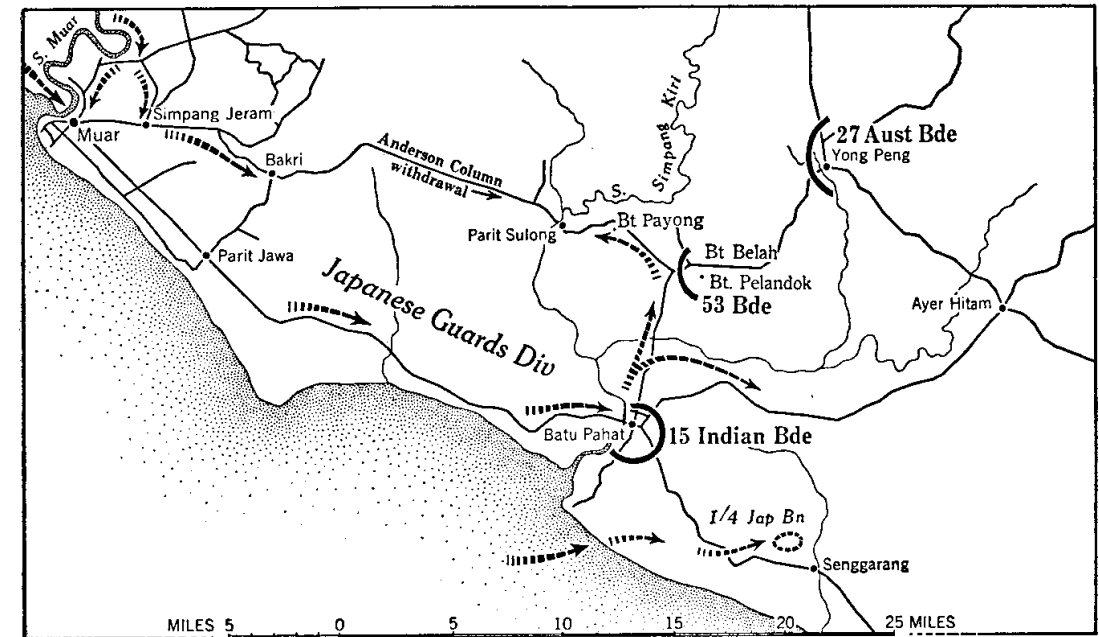 S. Muar
Simpang Jeram
Muar
Bakri
Anderson Column
withdrawal
S. Simpang Kiri
27 Aust Bde
Yong Peng
Parit Sulong
Bt Payong
Bt Belah
Bt. Pelandok
53 Bde
Parit Jawa
Ayer Hitam
Japanese Guards Div
Batu Pahat
15 Indian Bde
1/4 Jap Bn
Senggarang
MILES 5 0 5 10 15 20 25 MILES